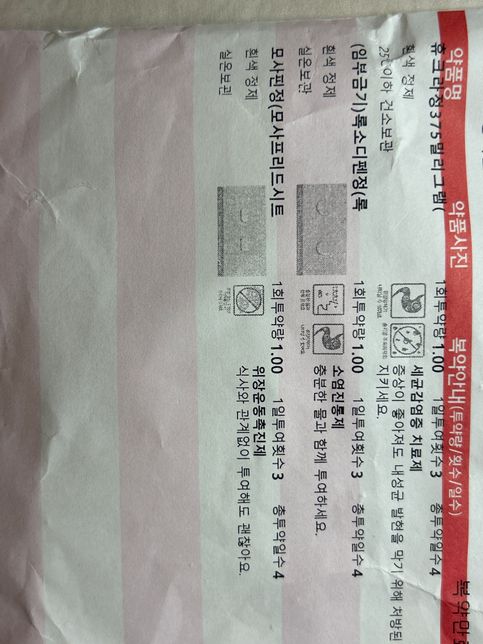 약품명 약품사진 복약안내(투약량/횟수/일수)
휴크라정375밀리그램( 1회투약량 1.00 1일투여횟수 3 총투약일수 4
흰색 정제 세균감염증 치료제
25℃이하 건소보관 증상이 좋아져도 내성균 발현을 막기 위해 처방된
지키세요.
(임부금기)록소디펜정(록 1회투약량 1.00 1일투여횟수 3 총투약일수 4
흰색 정제 소염진통제
실온보관 충분한 물과 함께 투여하세요.
모사핀정(모사프리드시트 1회투약량 1.00 1일투여횟수 3 총투약일수 4
흰색 정제 위장운동촉진제
실온보관 식사와 관계없이 투여해도 괜찮아요.